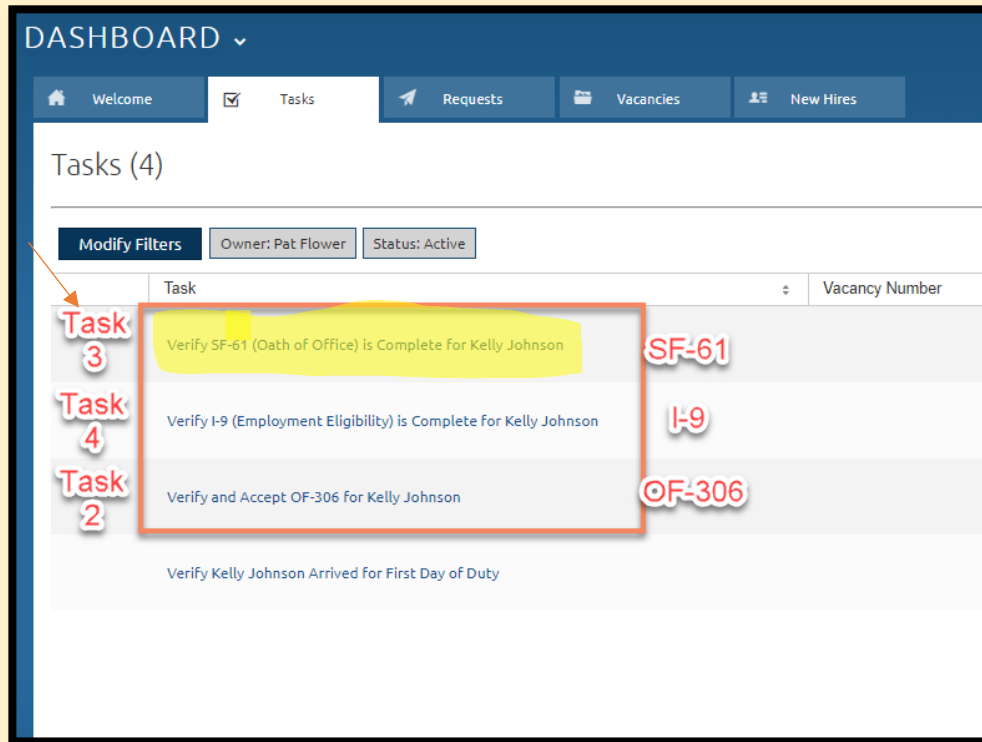 DASHBOARD
Welcome Tasks Requests Vacancies New Hires
Tasks (4)
Modify Filters Owner: Pat Flower Status: Active
Task Vacancy Number
Task
3
Verify SF-61 (Oath of Office) is Complete for Kelly Johnson
SF-61
Task
4
Verify I-9 (Employment Eligibility) is Complete for Kelly Johnson
I-9
Task
2
Verify and Accept OF-306 for Kelly Johnson
OF-306
Verify Kelly Johnson Arrived for First Day of Duty